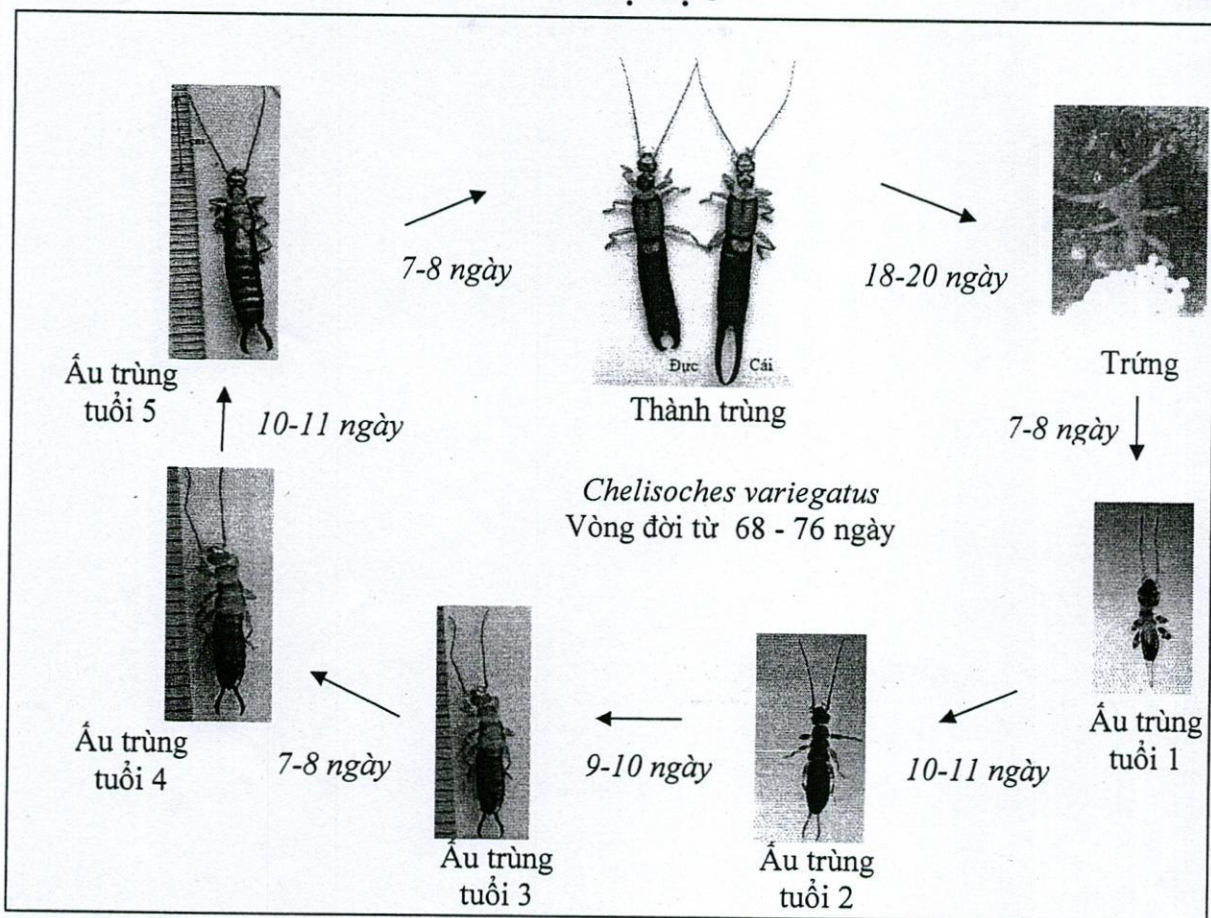 7-8 ngày
18-20 ngày
Đực
Cái
Thành trùng
Trứng
7-8 ngày
Ấu trùng
tuổi 5
10-11 ngày
Chelisoches variegatus
Vòng đời từ 68 - 76 ngày
Ấu trùng
tuổi 1
10-11 ngày
Ấu trùng
tuổi 2
9-10 ngày
Ấu trùng
tuổi 3
7-8 ngày
Ấu trùng
tuổi 4